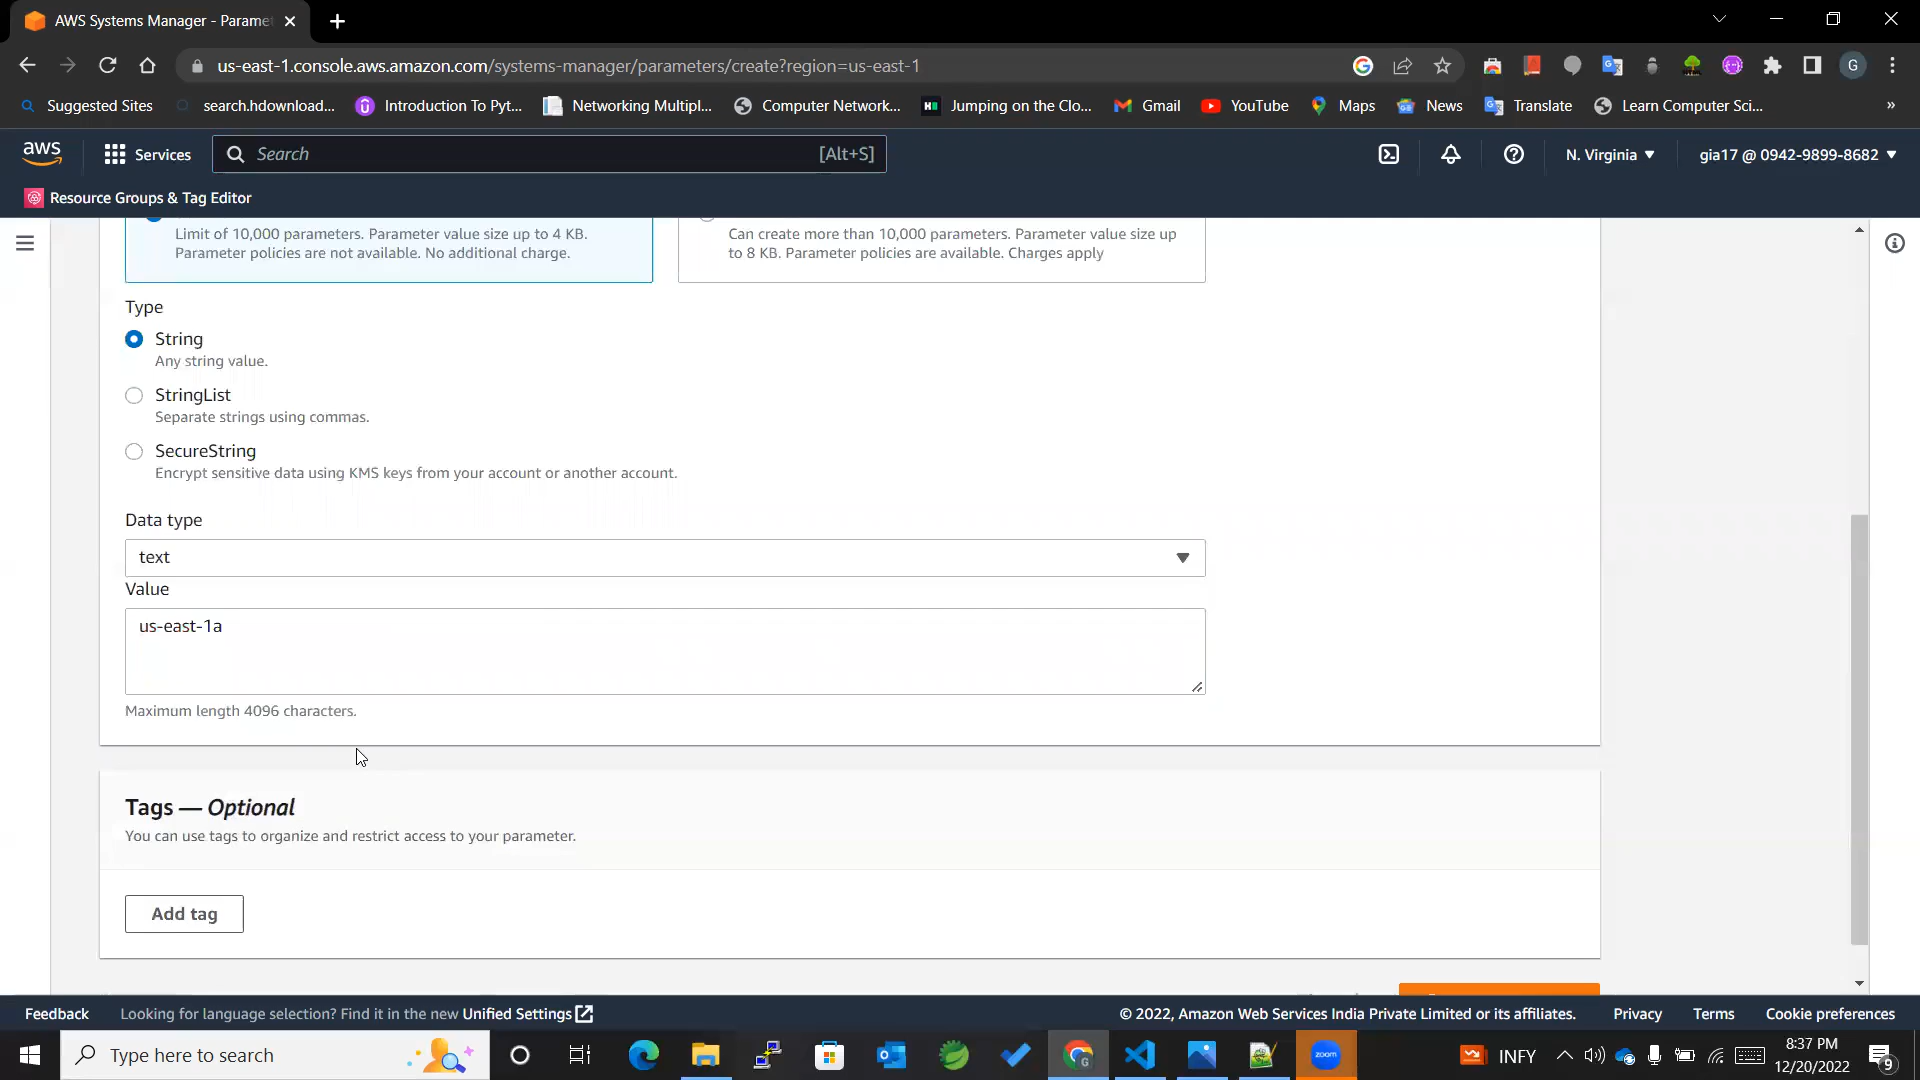 AWS Systems Manager - Parame
us-east-1.console.aws.amazon.com/systems-manager/parameters/create?region=us-east-1
G
Suggested Sites
search.hdownload...
Introduction To Pyt...
Networking Multipl...
Computer Network...
Jumping on the Clo...
Gmail
YouTube
Maps
News
Translate
Learn Computer Sci...
»
aws
Services
Search
[Alt+S]
N. Virginia
gia17 @ 0942-9899-8682
Resource Groups & Tag Editor
Limit of 10,000 parameters. Parameter value size up to 4 KB.
Parameter policies are not available. No additional charge.
Can create more than 10,000 parameters. Parameter value size up
to 8 KB. Parameter policies are available. Charges apply
Type
String
Any string value.
StringList
Separate strings using commas.
SecureString
Encrypt sensitive data using KMS keys from your account or another account.
Data type
text
Value
us-east-1a
Maximum length 4096 characters.
Tags — Optional
You can use tags to organize and restrict access to your parameter.
Add tag
Feedback
Looking for language selection? Find it in the new Unified Settings
© 2022, Amazon Web Services India Private Limited or its affiliates.
Privacy
Terms
Cookie preferences
Type here to search
zoom
INFY
8:37 PM
12/20/2022
9